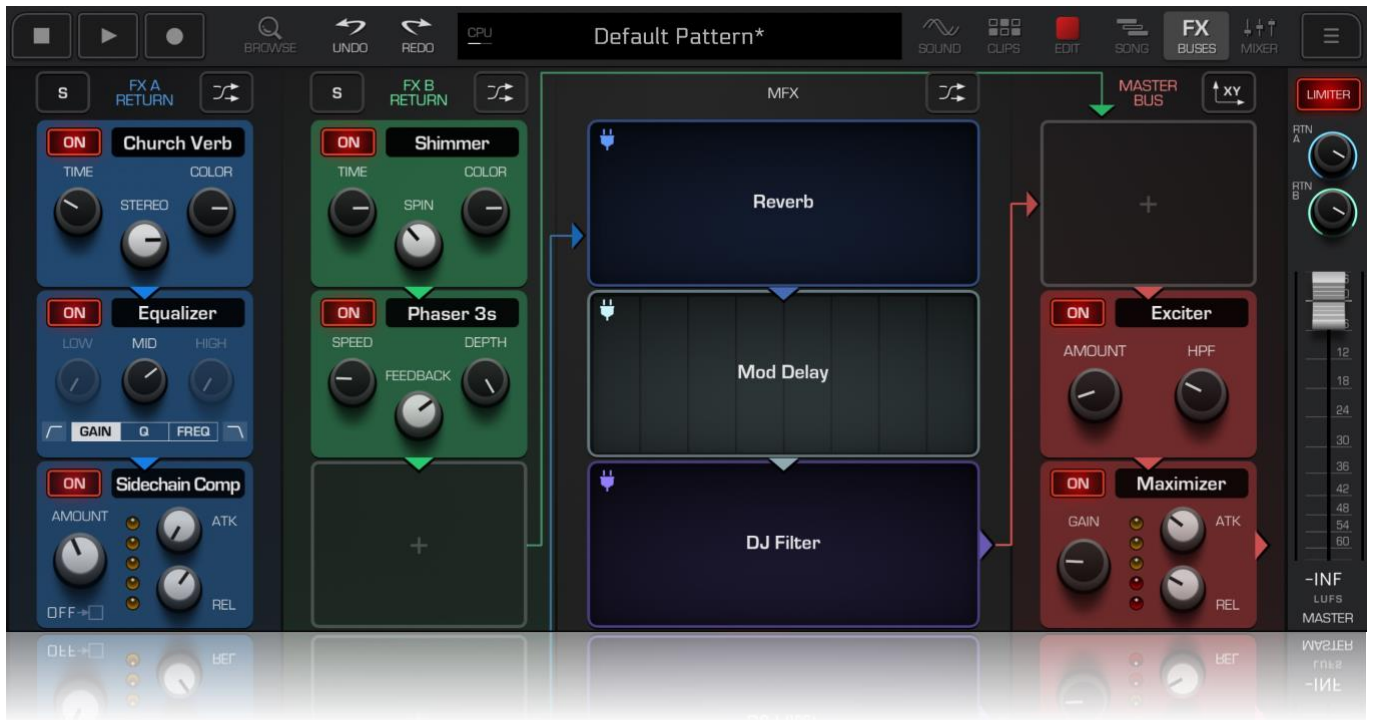 BROWSE
UNDO
REDO
CPU
Default Pattern*
SOUND
CLIPS
EDIT
SONG
FX
BUSES
MIXER
S
FX A
RETURN
S
FX B
RETURN
MFX
MASTER
BUS
XY
LIMITER
ON Church Verb
TIME COLOR
STEREO
ON Equalizer
LOW MID HIGH
GAIN Q FREQ
ON Sidechain Comp
AMOUNT ATK
REL
OFF
ON Shimmer
TIME COLOR
SPIN
ON Phaser 3s
SPEED DEPTH
FEEDBACK
+
Reverb
Mod Delay
DJ Filter
+
ON Exciter
AMOUNT HPF
ON Maximizer
GAIN ATK
REL
RTN
A
RTN
B
12
18
24
30
36
42
48
54
60
-INF
LUFS
MASTER